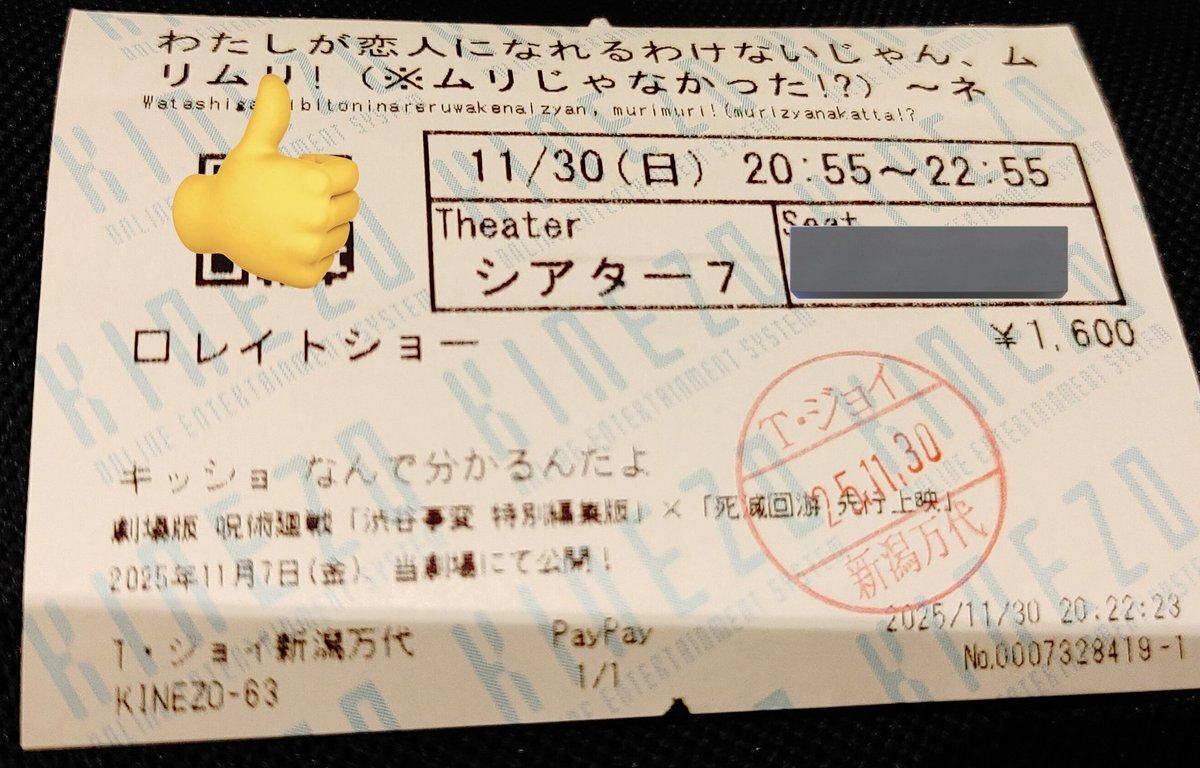 わたしが恋人になれるわけないじゃん、ム
リムリ!(※ムリじゃなかった!?)~ネ
murimuri!(murizyanakatta!?
11/30(日) 20:55~22:55
Theater
Seat
シアター7
□レイトショー
¥1,600
キッショ なんで分かるんだよ
劇場版 呪術廻戦「渋谷事変 特別編集版」×「死滅回游 先行上映」
2025年11月7日(金) 当劇場にて公開!
T・ジョイ
25.11.30
新潟万代
2025/11/30 20:22:23
T・ジョイ新潟万代
PayPay
No.0007328419-1
KINEZO-63
1/1
KINEZO
ONLINE ENTERTAINMENT SYSTEM